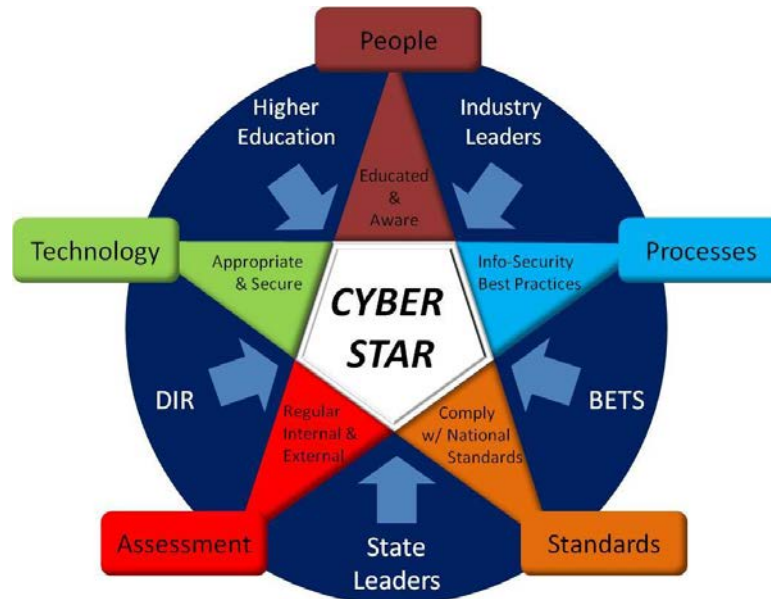 People
Higher
Education
Industry
Leaders
Educated
&
Aware
Technology
Appropriate
& Secure
Info-Security
Best Practices
Processes
CYBER
STAR
DIR
BETS
Regular
Internal &
External
Comply
w/ National
Standards
Assessment
State
Leaders
Standards